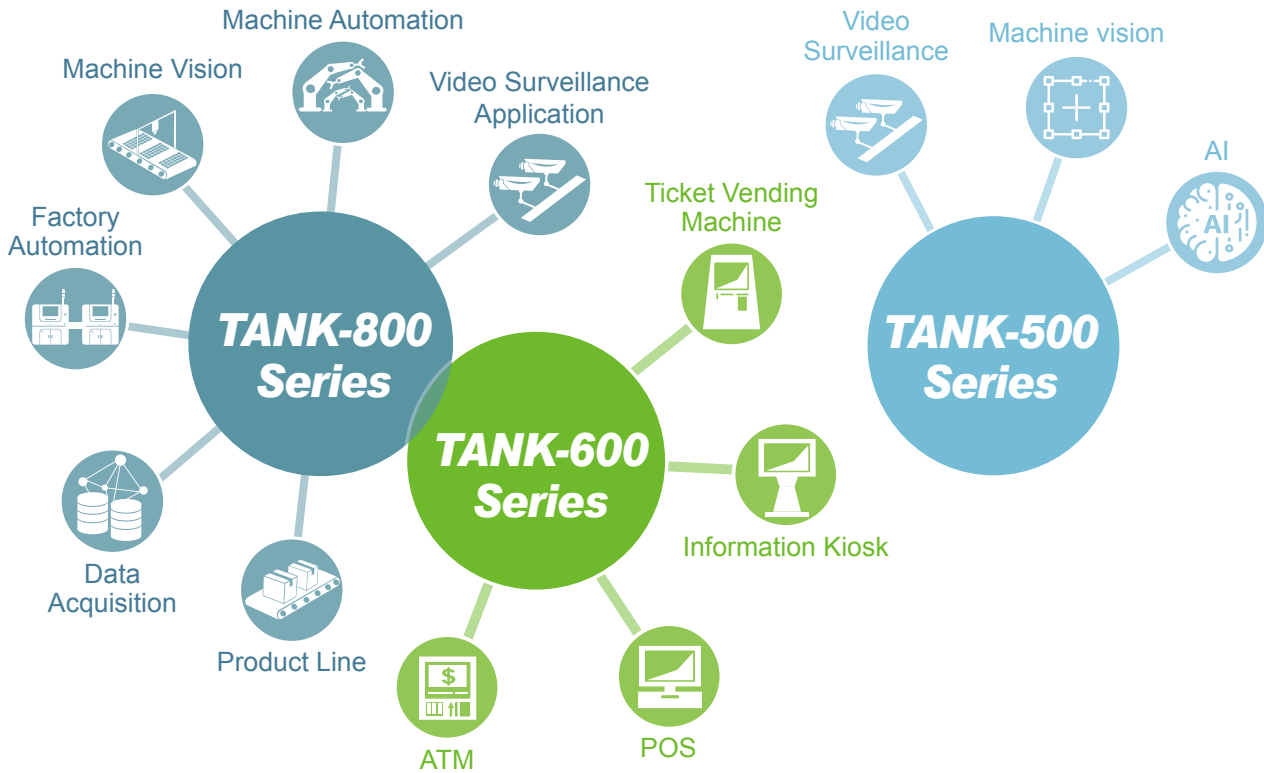 Machine Automation
Machine Vision
Video Surveillance
Application
Factory
Automation
TANK-800
Series
Data
Acquisition
Product Line
Ticket Vending
Machine
TANK-600
Series
Information Kiosk
$
ATM
POS
Video
Surveillance
Machine vision
AI
AI
TANK-500
Series